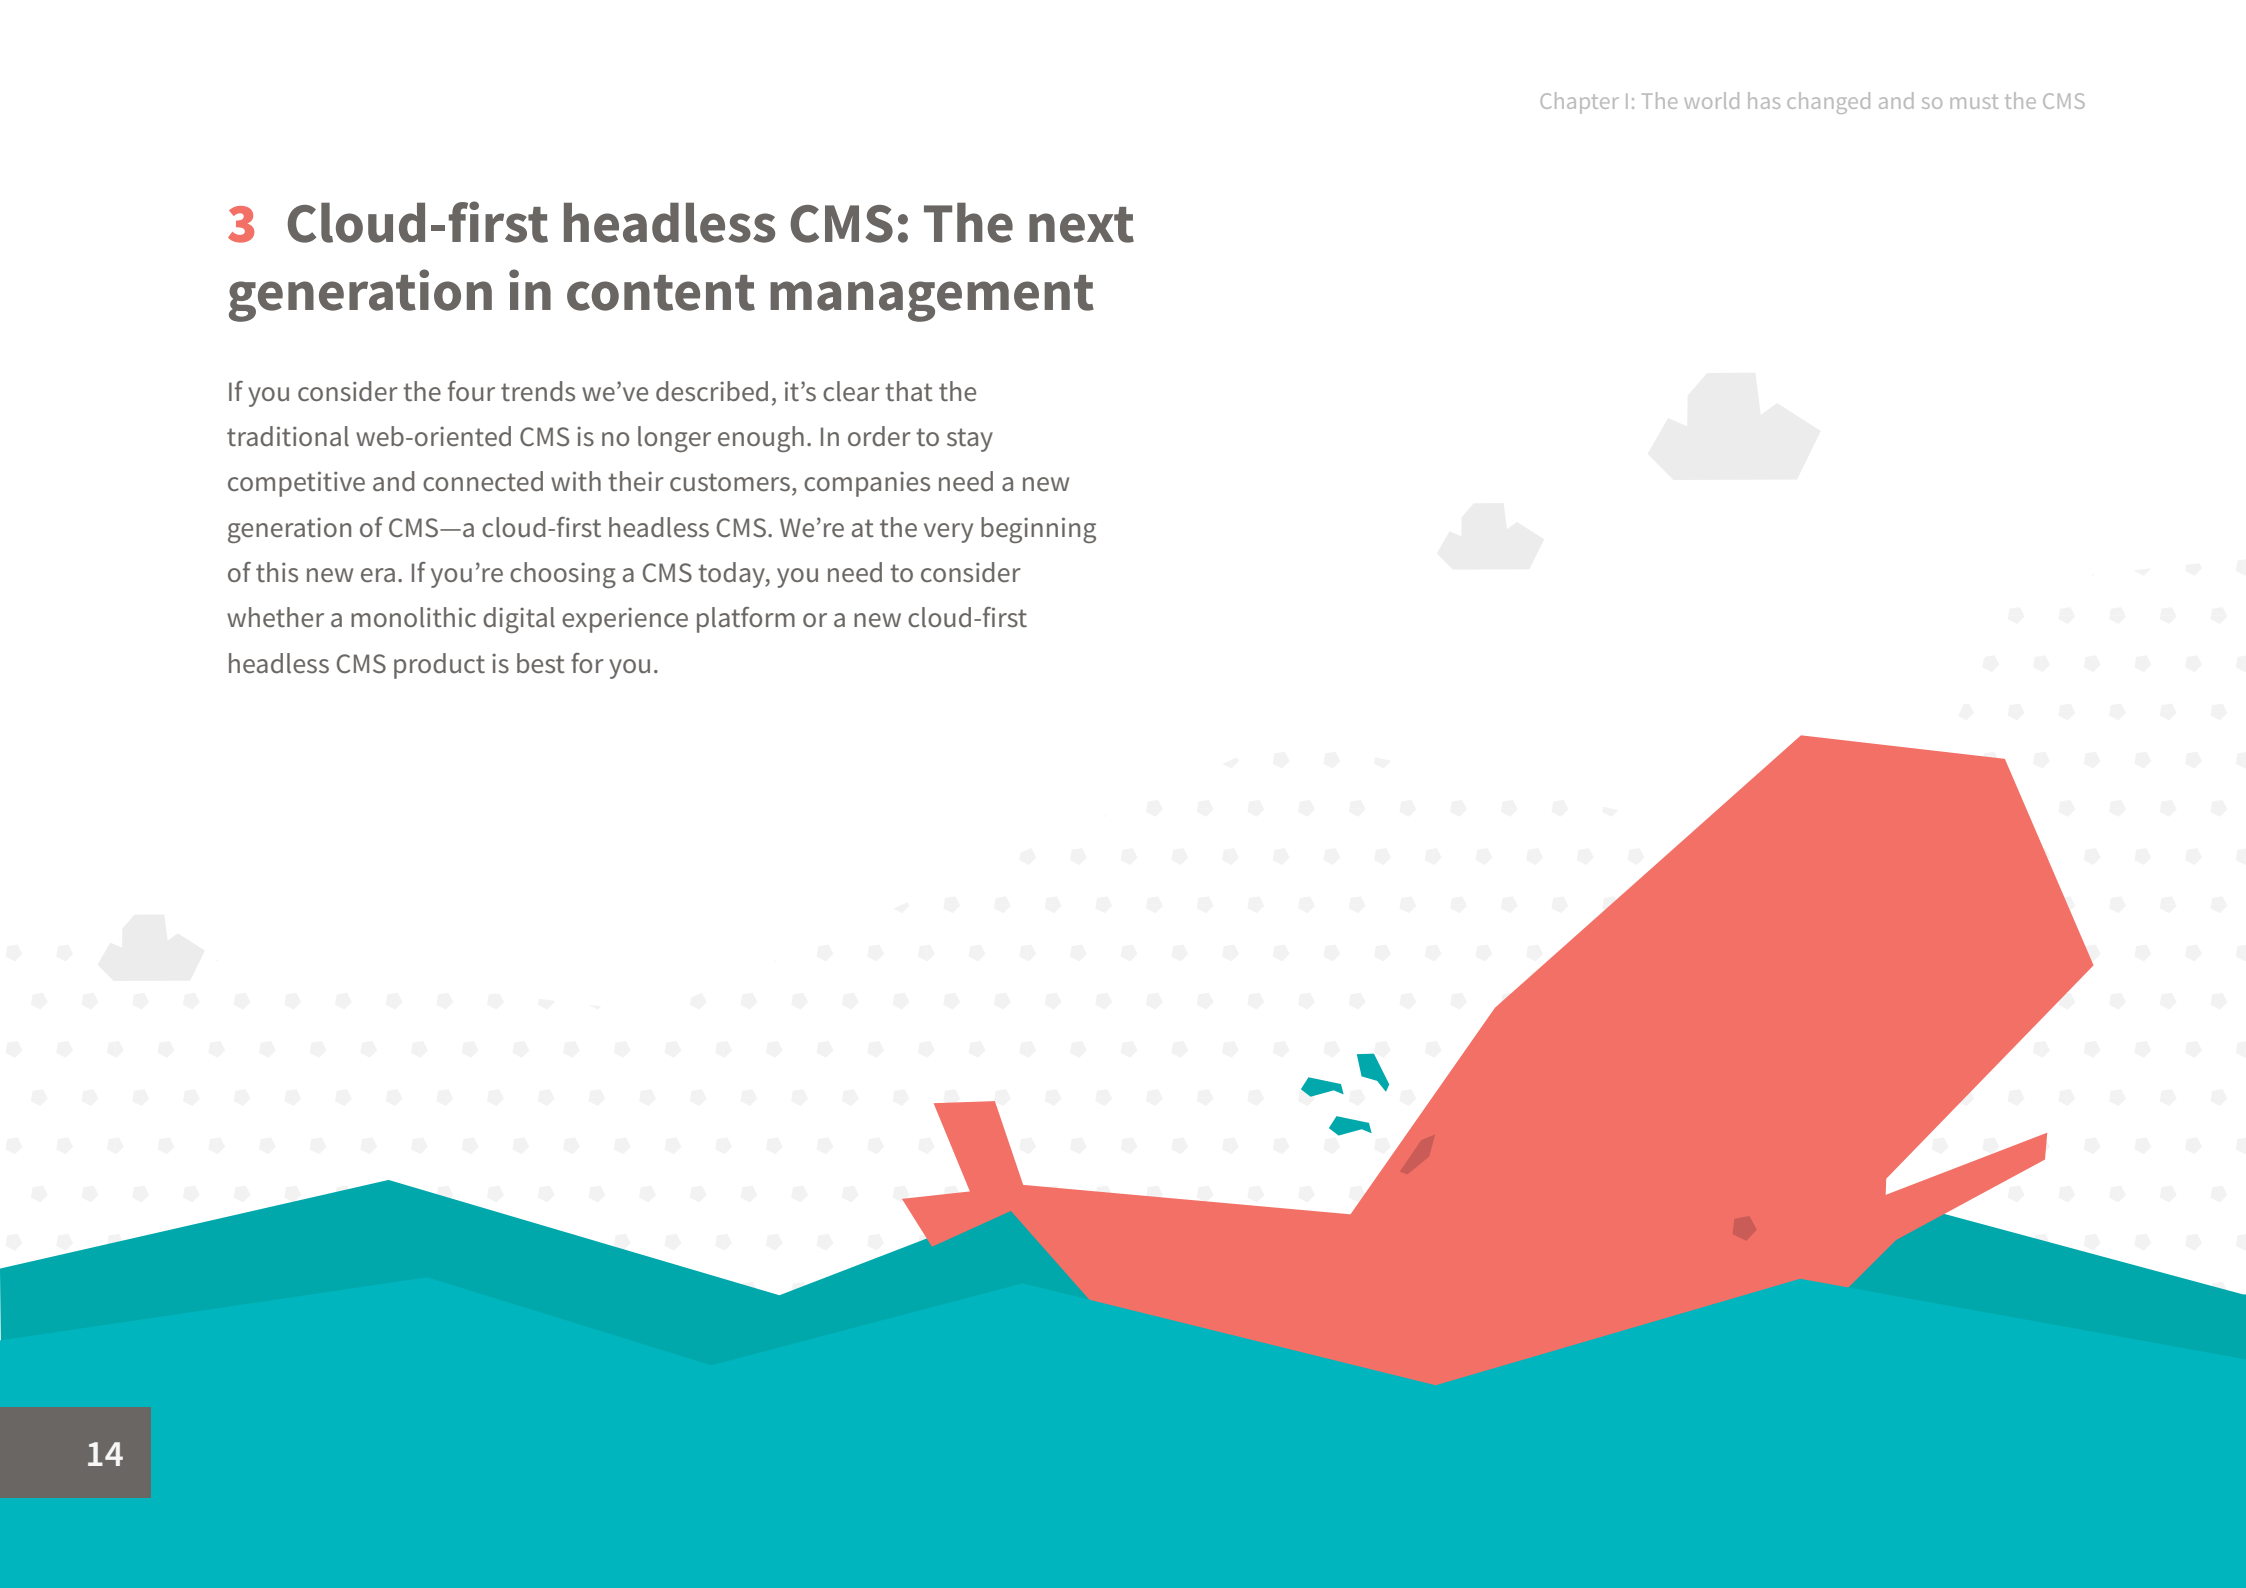 Chapter I: The world has changed and so must the CMS
3 Cloud-first headless CMS: The next
generation in content management
If you consider the four trends we’ve described, it’s clear that the
traditional web-oriented CMS is no longer enough. In order to stay
competitive and connected with their customers, companies need a new
generation of CMS—a cloud-first headless CMS. We’re at the very beginning
of this new era. If you’re choosing a CMS today, you need to consider
whether a monolithic digital experience platform or a new cloud-first
headless CMS product is best for you.
14